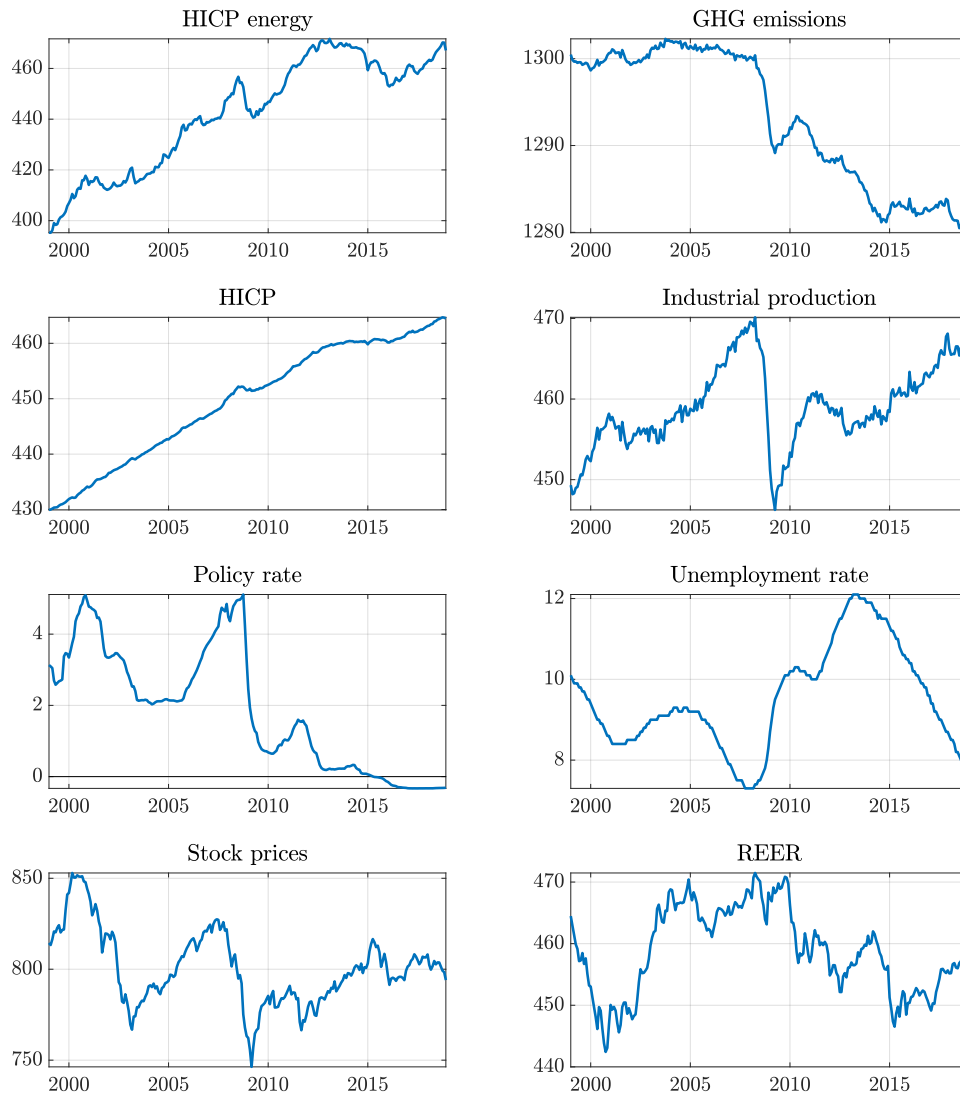 HICP energy
460
440
420
400
2000 2005 2010 2015
GHG emissions
1300
1290
1280
2000 2005 2010 2015
HICP
460
450
440
430
2000 2005 2010 2015
Industrial production
470
460
450
2000 2005 2010 2015
Policy rate
4
2
0
2000 2005 2010 2015
Unemployment rate
12
10
8
2000 2005 2010 2015
Stock prices
850
800
750
2000 2005 2010 2015
REER
470
460
450
440
2000 2005 2010 2015